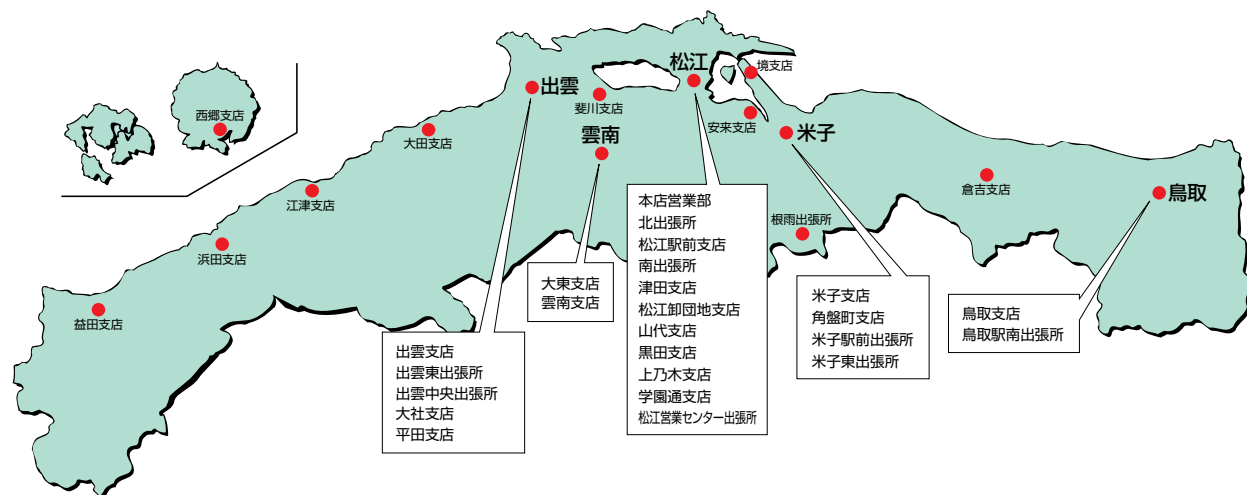 西郷支店
益田支店
浜田支店
江津支店
大田支店
出雲
出雲支店
出雲東出張所
出雲中央出張所
大社支店
平田支店
斐川支店
雲南
大東支店
雲南支店
松江
本店営業部
北出張所
松江駅前支店
南出張所
津田支店
松江卸団地支店
山代支店
黒田支店
上乃木支店
学園通支店
松江営業センター出張所
境支店
安来支店
米子
米子支店
角盤町支店
米子駅前出張所
米子東出張所
根雨出張所
倉吉支店
鳥取
鳥取支店
鳥取駅南出張所